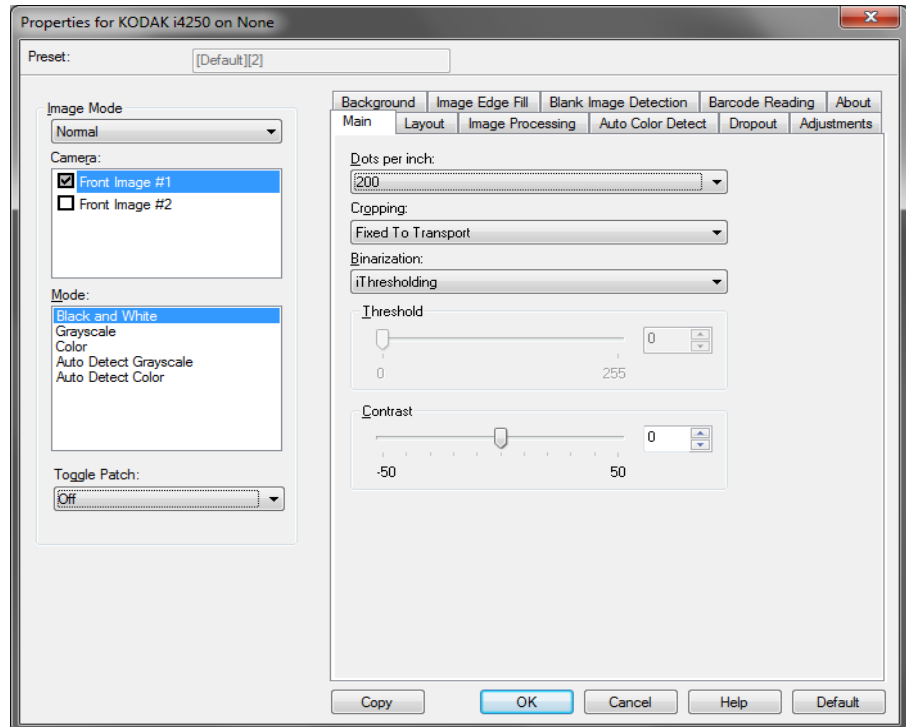 Properties for KODAK i4250 on None
Preset:
[Default][2]
Image Mode
Normal
Camera:
Front Image #1
Front Image #2
Mode:
Black and White
Grayscale
Color
Auto Detect Grayscale
Auto Detect Color
Toggle Patch:
Off
Background Image Edge Fill Blank Image Detection Barcode Reading About
Main Layout Image Processing Auto Color Detect Dropout Adjustments
Dots per inch:
200
Cropping:
Fixed To Transport
Binarization:
iThresholding
Threshold
0
0 255
Contrast
0
-50 50
Copy OK Cancel Help Default